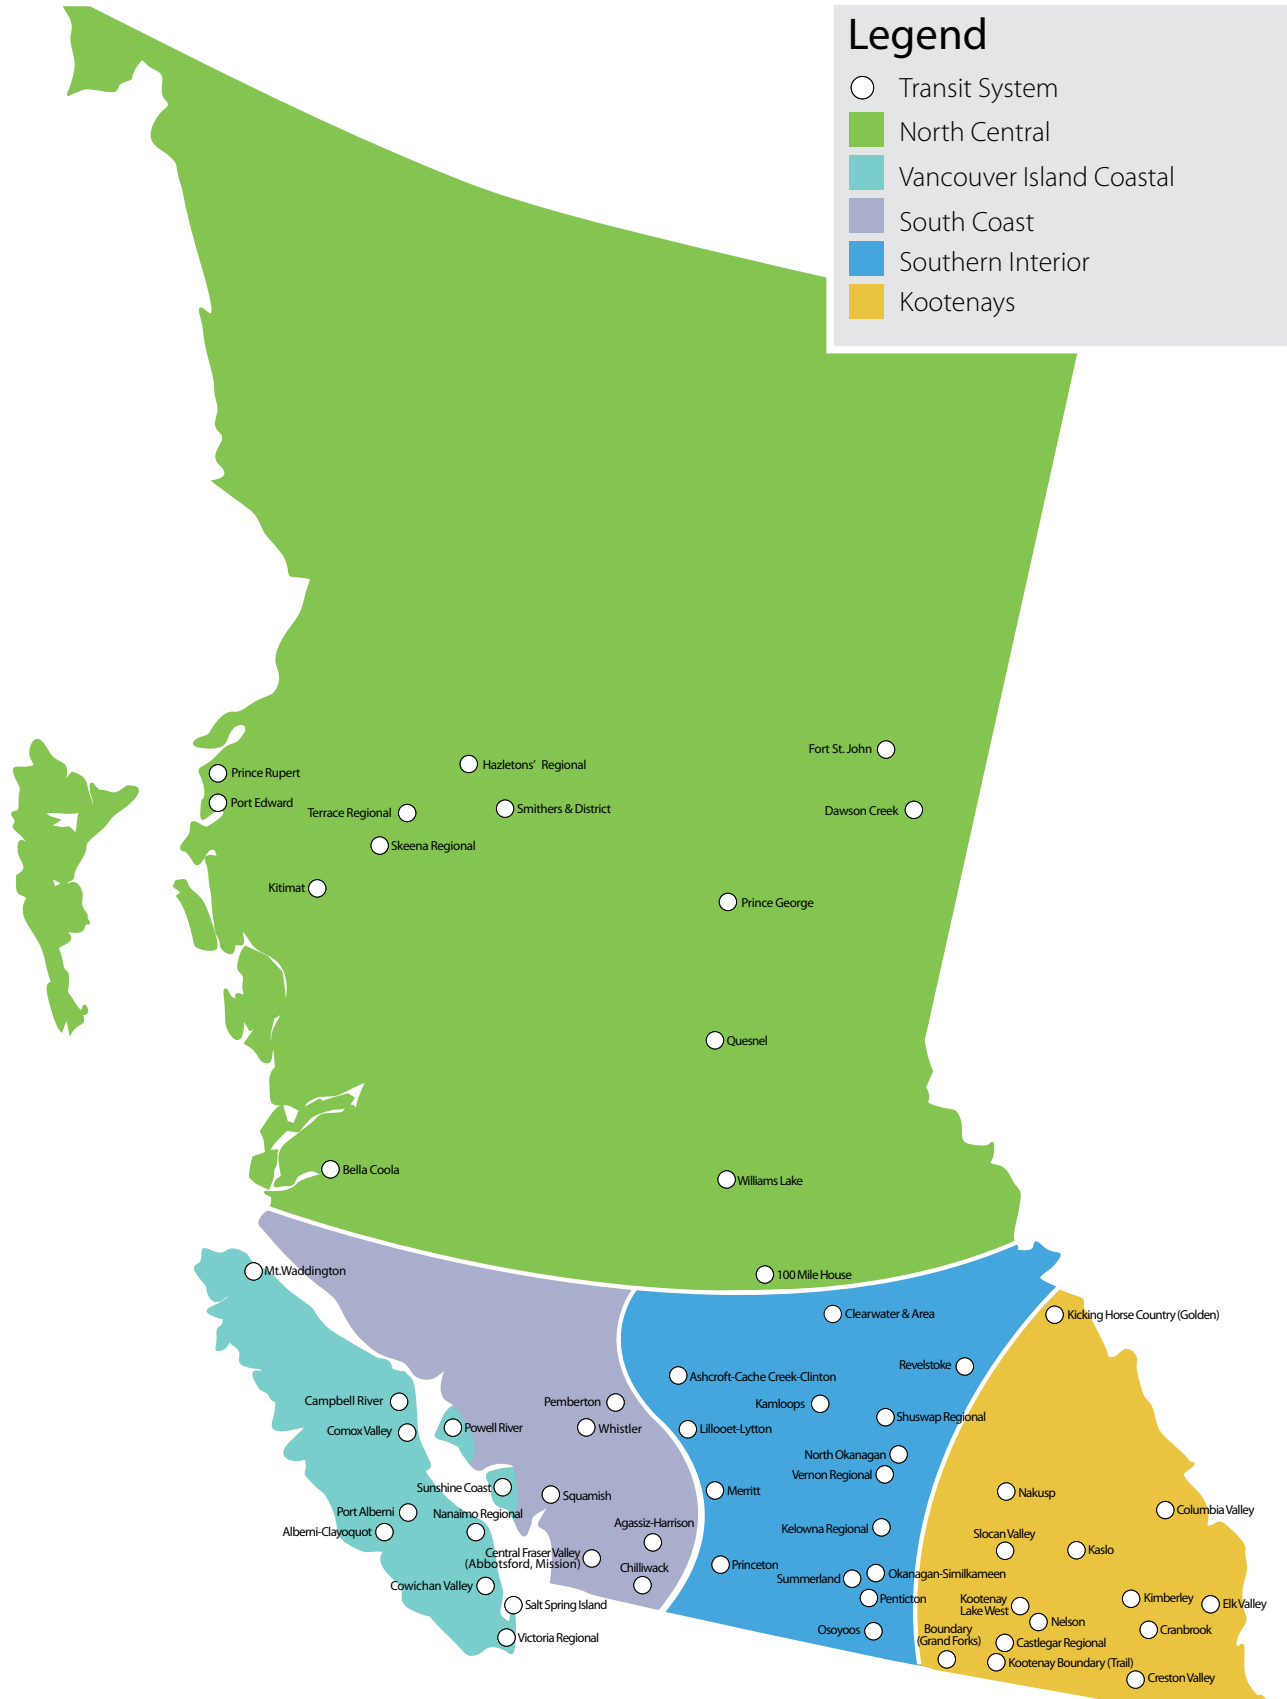 Legend
Transit System
North Central
Vancouver Island Coastal
South Coast
Southern Interior
Kootenays
Fort St. John
Hazletons' Regional
Prince Rupert
Port Edward
Smithers & District
Dawson Creek
Terrace Regional
Skeena Regional
Kitimat
Prince George
Quesnel
Bella Coola
Williams Lake
Mt.Waddington
100 Mile House
Clearwater & Area
Kicking Horse Country (Golden)
Revelstoke
Ashcroft-Cache Creek-Clinton
Campbell River
Pemberton
Kamloops
Shuswap Regional
Comox Valley
Powell River
Whistler
Lillooet-Lytton
North Okanagan
Vernon Regional
Sunshine Coast
Squamish
Merritt
Nakusp
Columbia Valley
Port Alberni
Nanaimo Regional
Agassiz-Harrison
Kelowna Regional
Alberni-Clayoquot
Slocan Valley
Kaslo
Central Fraser Valley
(Abbotsford, Mission)
Chilliwack
Princeton
Okanagan-Similkameen
Summerland
Cowichan Valley
Penticton
Kootenay
Lake West
Kimberley
Elk Valley
Salt Spring Island
Nelson
Osoyoos
Boundary
(Grand Forks)
Cranbrook
Victoria Regional
Castlegar Regional
Kootenay Boundary (Trail)
Creston Valley